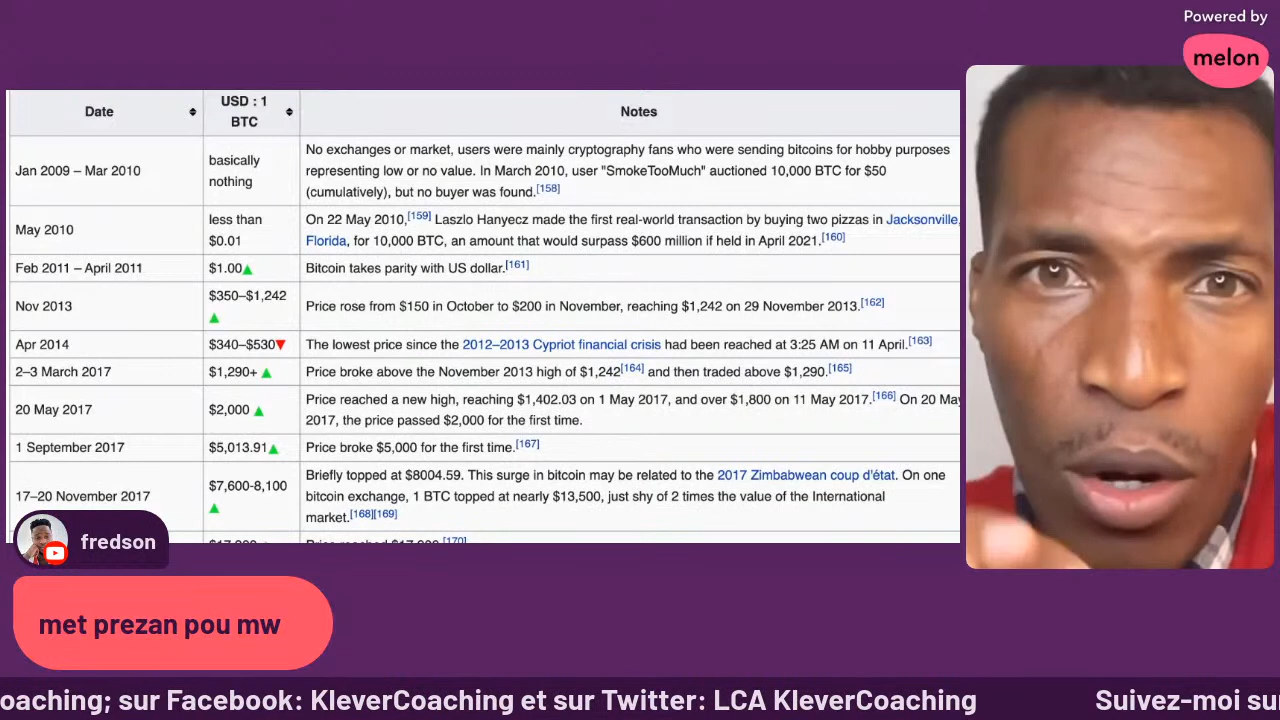 Powered by
melon
Date
USD : 1
BTC
Notes
Jan 2009 – Mar 2010
basically
nothing
No exchanges or market, users were mainly cryptography fans who were sending bitcoins for hobby purposes
representing low or no value. In March 2010, user "SmokeTooMuch" auctioned 10,000 BTC for $50
(cumulatively), but no buyer was found.[158]
May 2010
less than
$0.01
On 22 May 2010,[159] Laszlo Hanyecz made the first real-world transaction by buying two pizzas in Jacksonville,
Florida, for 10,000 BTC, an amount that would surpass $600 million if held in April 2021.[160]
Feb 2011 – April 2011
$1.00▲
Bitcoin takes parity with US dollar.[161]
Nov 2013
$350–$1,242
▲
Price rose from $150 in October to $200 in November, reaching $1,242 on 29 November 2013.[162]
Apr 2014
$340–$530▼
The lowest price since the 2012–2013 Cypriot financial crisis had been reached at 3:25 AM on 11 April.[163]
2–3 March 2017
$1,290+ ▲
Price broke above the November 2013 high of $1,242[164] and then traded above $1,290.[165]
20 May 2017
$2,000 ▲
Price reached a new high, reaching $1,402.03 on 1 May 2017, and over $1,800 on 11 May 2017.[166] On 20 May
2017, the price passed $2,000 for the first time.
1 September 2017
$5,013.91▲
Price broke $5,000 for the first time.[167]
17–20 November 2017
$7,600-8,100
▲
Briefly topped at $8004.59. This surge in bitcoin may be related to the 2017 Zimbabwean coup d'état. On one
bitcoin exchange, 1 BTC topped at nearly $13,500, just shy of 2 times the value of the International
market.[168][169]
fredson
met prezan pou mw
oaching; sur Facebook: KleverCoaching et sur Twitter: LCA KleverCoaching
Suivez-moi su